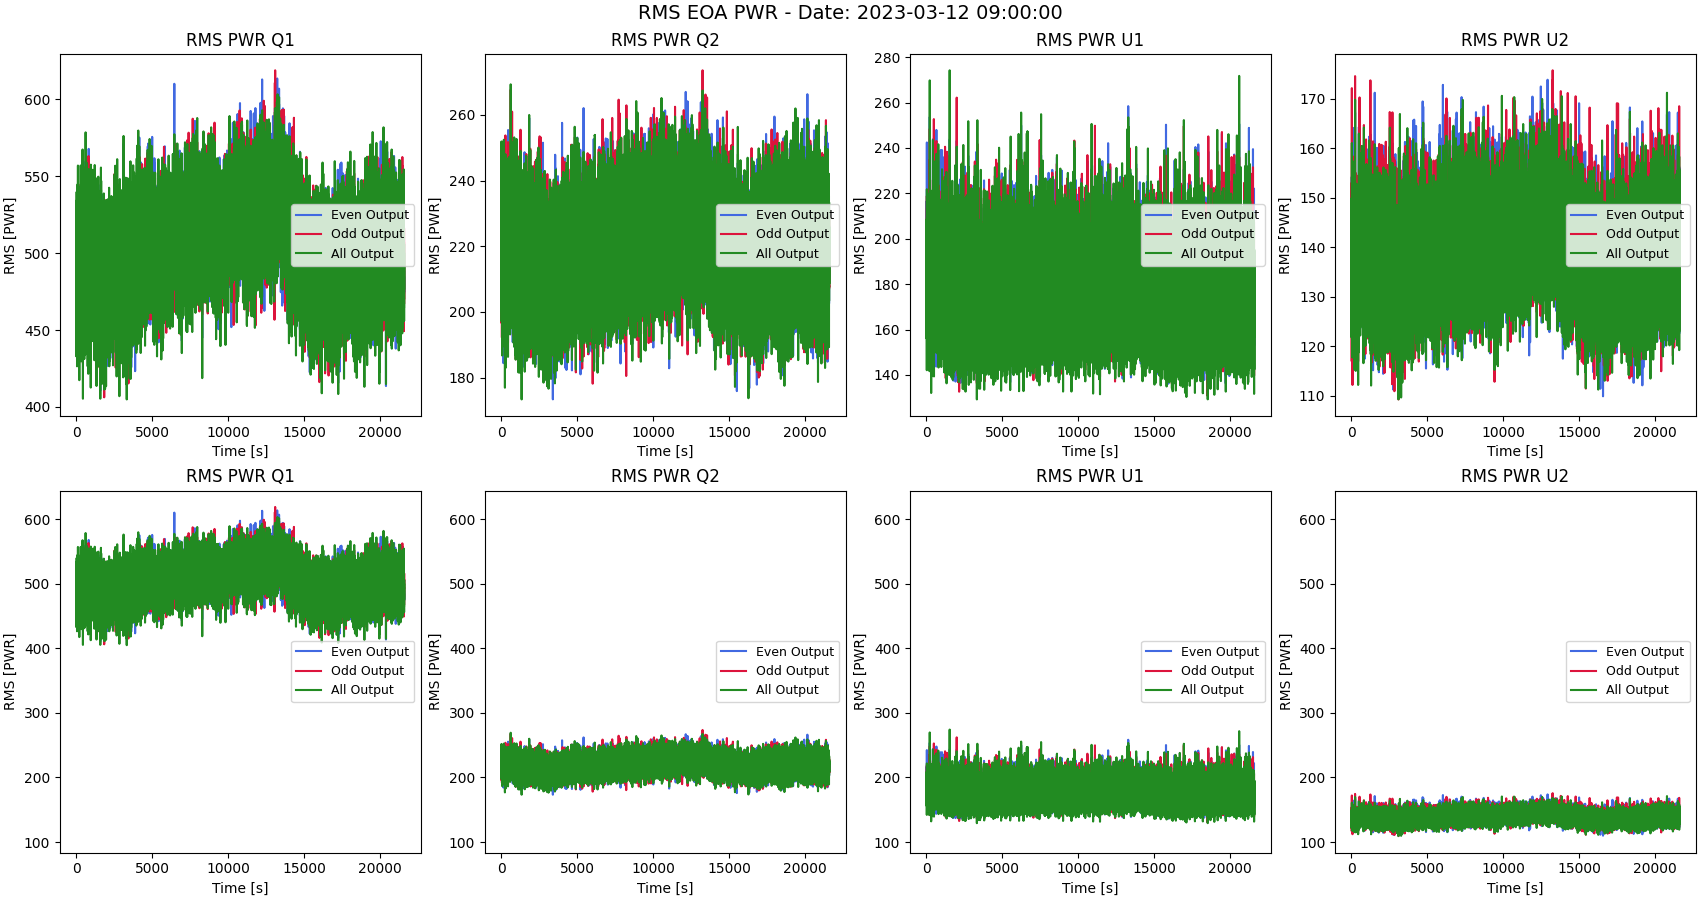 RMS EOA PWR - Date: 2023-03-12 09:00:00
RMS PWR Q1
RMS [PWR]
600
550
500
450
400
Even Output
Odd Output
All Output
0 5000 10000 15000 20000
Time [s]
RMS PWR Q2
RMS [PWR]
260
240
220
200
180
Even Output
Odd Output
All Output
0 5000 10000 15000 20000
Time [s]
RMS PWR U1
RMS [PWR]
280
260
240
220
200
180
160
140
Even Output
Odd Output
All Output
0 5000 10000 15000 20000
Time [s]
RMS PWR U2
RMS [PWR]
170
160
150
140
130
120
110
Even Output
Odd Output
All Output
0 5000 10000 15000 20000
Time [s]
RMS PWR Q1
RMS [PWR]
600
500
400
300
200
100
Even Output
Odd Output
All Output
0 5000 10000 15000 20000
Time [s]
RMS PWR Q2
RMS [PWR]
600
500
400
300
200
100
Even Output
Odd Output
All Output
0 5000 10000 15000 20000
Time [s]
RMS PWR U1
RMS [PWR]
600
500
400
300
200
100
Even Output
Odd Output
All Output
0 5000 10000 15000 20000
Time [s]
RMS PWR U2
RMS [PWR]
600
500
400
300
200
100
Even Output
Odd Output
All Output
0 5000 10000 15000 20000
Time [s]